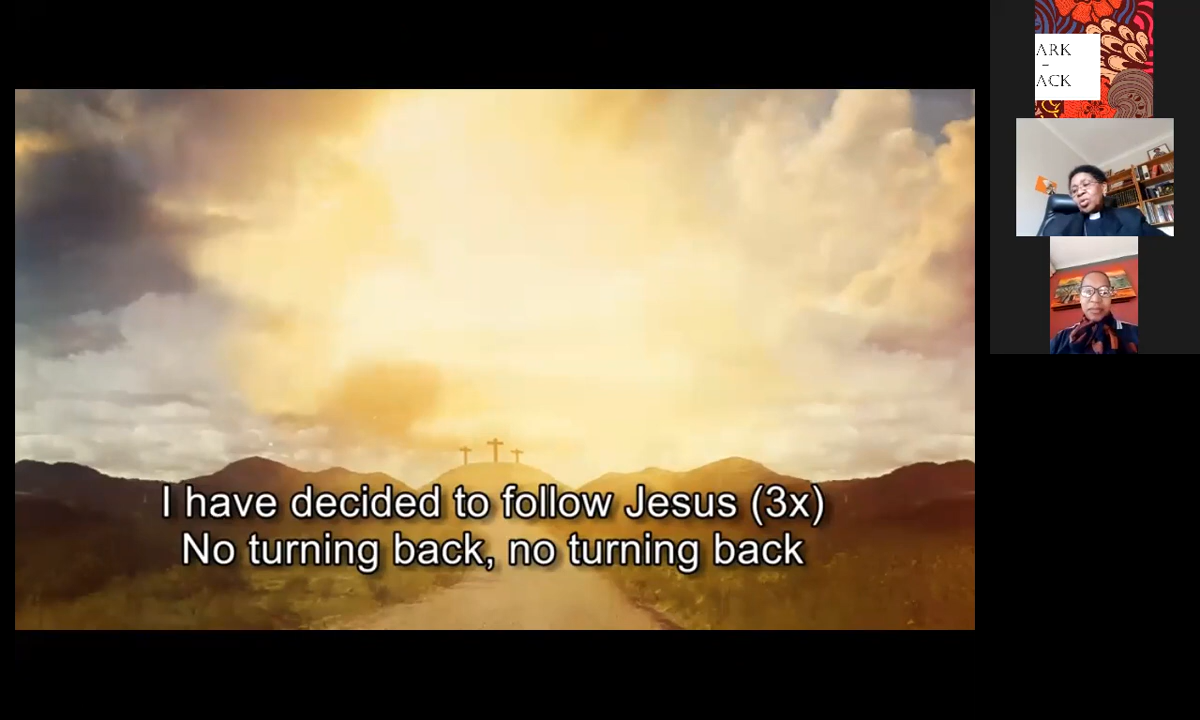 I have decided to follow Jesus (3x)
No turning back, no turning back
ARK
-
ACK